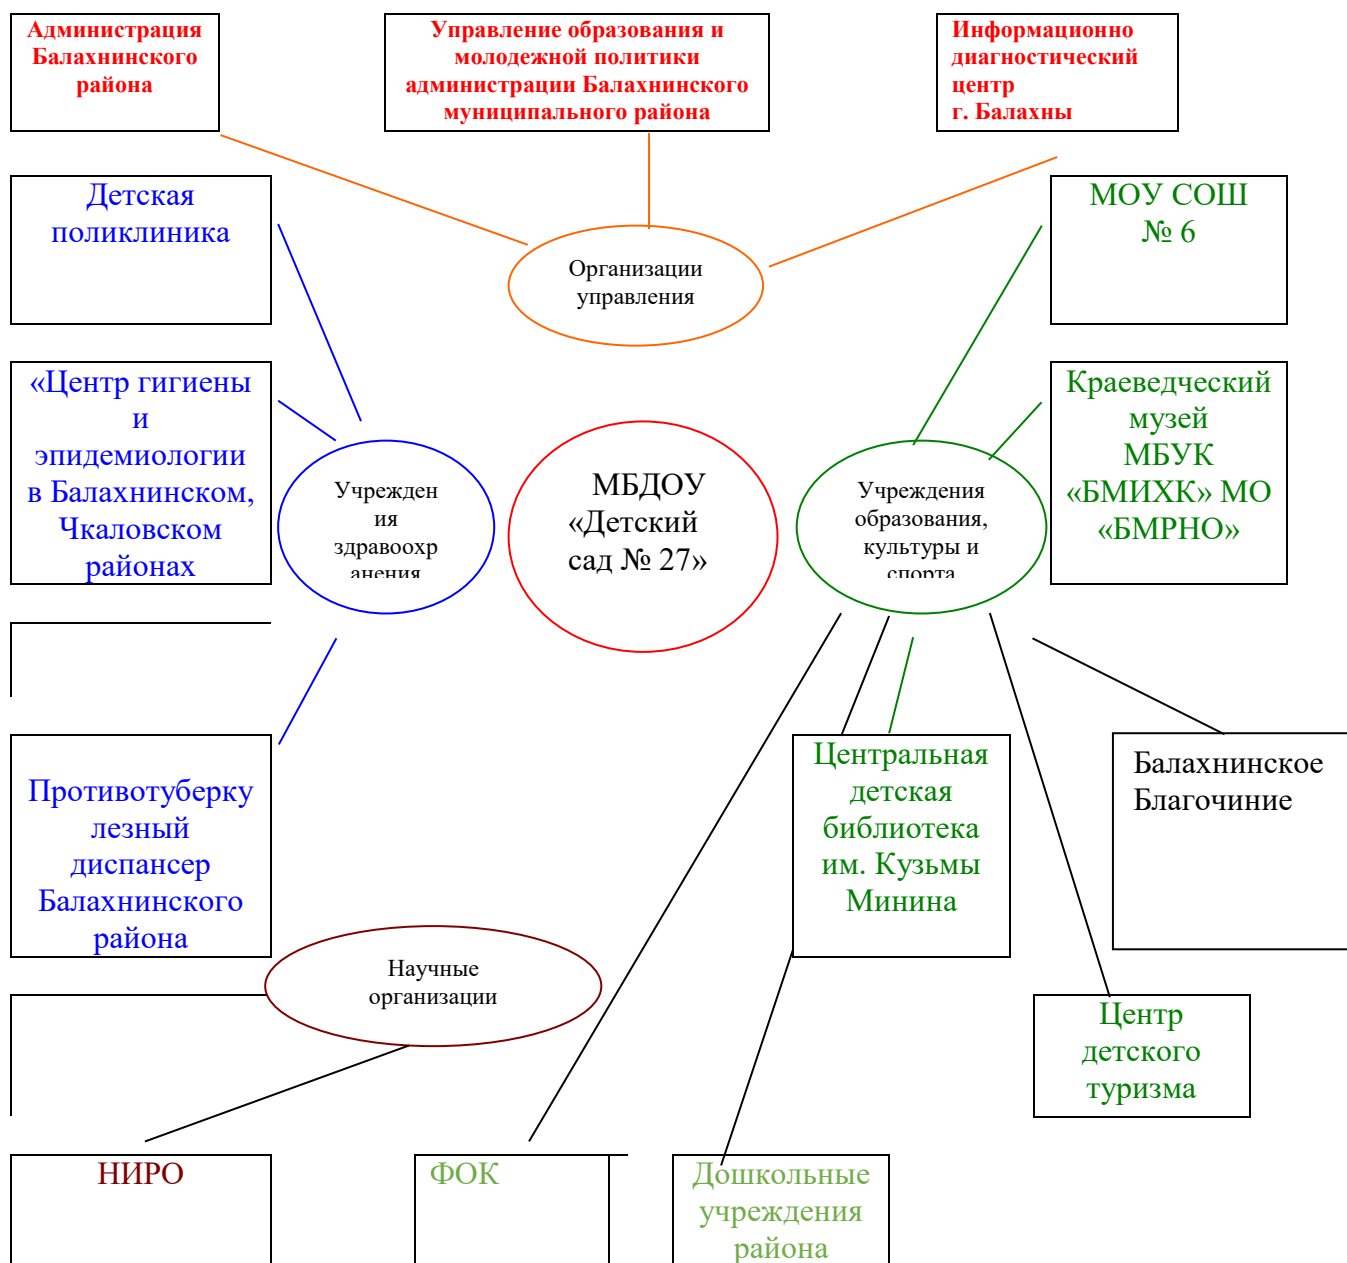 Администрация
Балахнинского
района
Управление образования и
молодежной политики
администрации Балахнинского
муниципального района
Информационно
диагностический
центр
г. Балахны
Детская
поликлиника
Организации
управления
МОУ СОШ
№ 6
«Центр гигиены
и
эпидемиологии
в Балахнинском,
Чкаловском
районах
Краеведческий
музей
МБУК
«БМИХК» МО
«БМРНО»
Учрежден
ия
здравоохр
анения
МБДОУ
«Детский
сад № 27»
Учреждения
образования,
культуры и
спорта
Противотуберку
лезный
диспансер
Балахнинского
района
Центральная
детская
библиотека
им. Кузьмы
Минина
Балахнинское
Благочиние
Научные
организации
Центр
детского
туризма
НИРО
ФОК
Дошкольные
учреждения
района